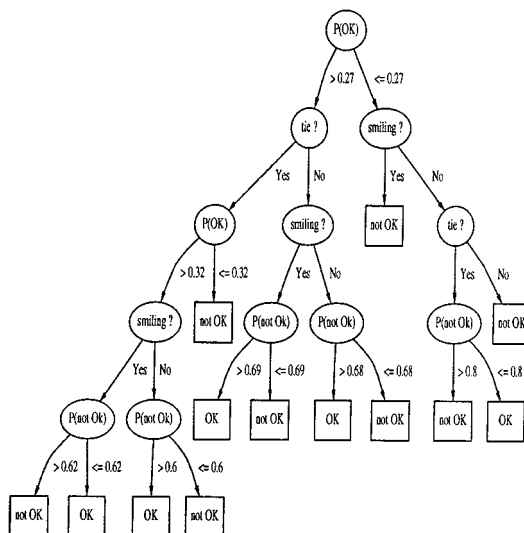 P(OK)
> 0.27 <= 0.27
tie ? smiling ?
Yes No Yes No
P(OK) smiling ? not OK tie ?
>0.32 <= 0.32 Yes No Yes No
smiling ? not OK P(not Ok) P(not Ok) P(not Ok) not OK
Yes No >0.69 <=0.69 >0.68 <=0.68 >0.8 <=0.8
P(not Ok) P(not Ok) OK not OK OK not OK not OK OK
>0.62 <=0.62 >0.6 <=0.6
not OK OK OK not OK